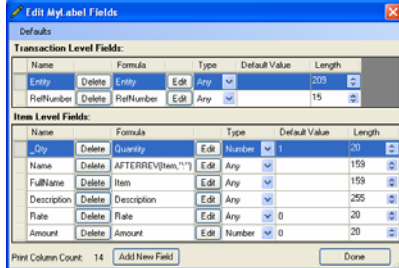 Edit MyLabel Fields
Defaults
Transaction Level Fields:
Name Formula Type Default Value Length
Entity Delete Entity Edit Any 209
RefNumber Delete RefNumber Edit Any 15
Item Level Fields:
Name Formula Type Default Value Length
_Qty Delete Quantity Edit Number 1 20
Name Delete AFTERREV(Item,":") Edit Any 159
FullName Delete Item Edit Any 159
Description Delete Description Edit Any 255
Rate Delete Rate Edit Any 0 20
Amount Delete Amount Edit Number 0 20
Print Column Count: 14 Add New Field Done